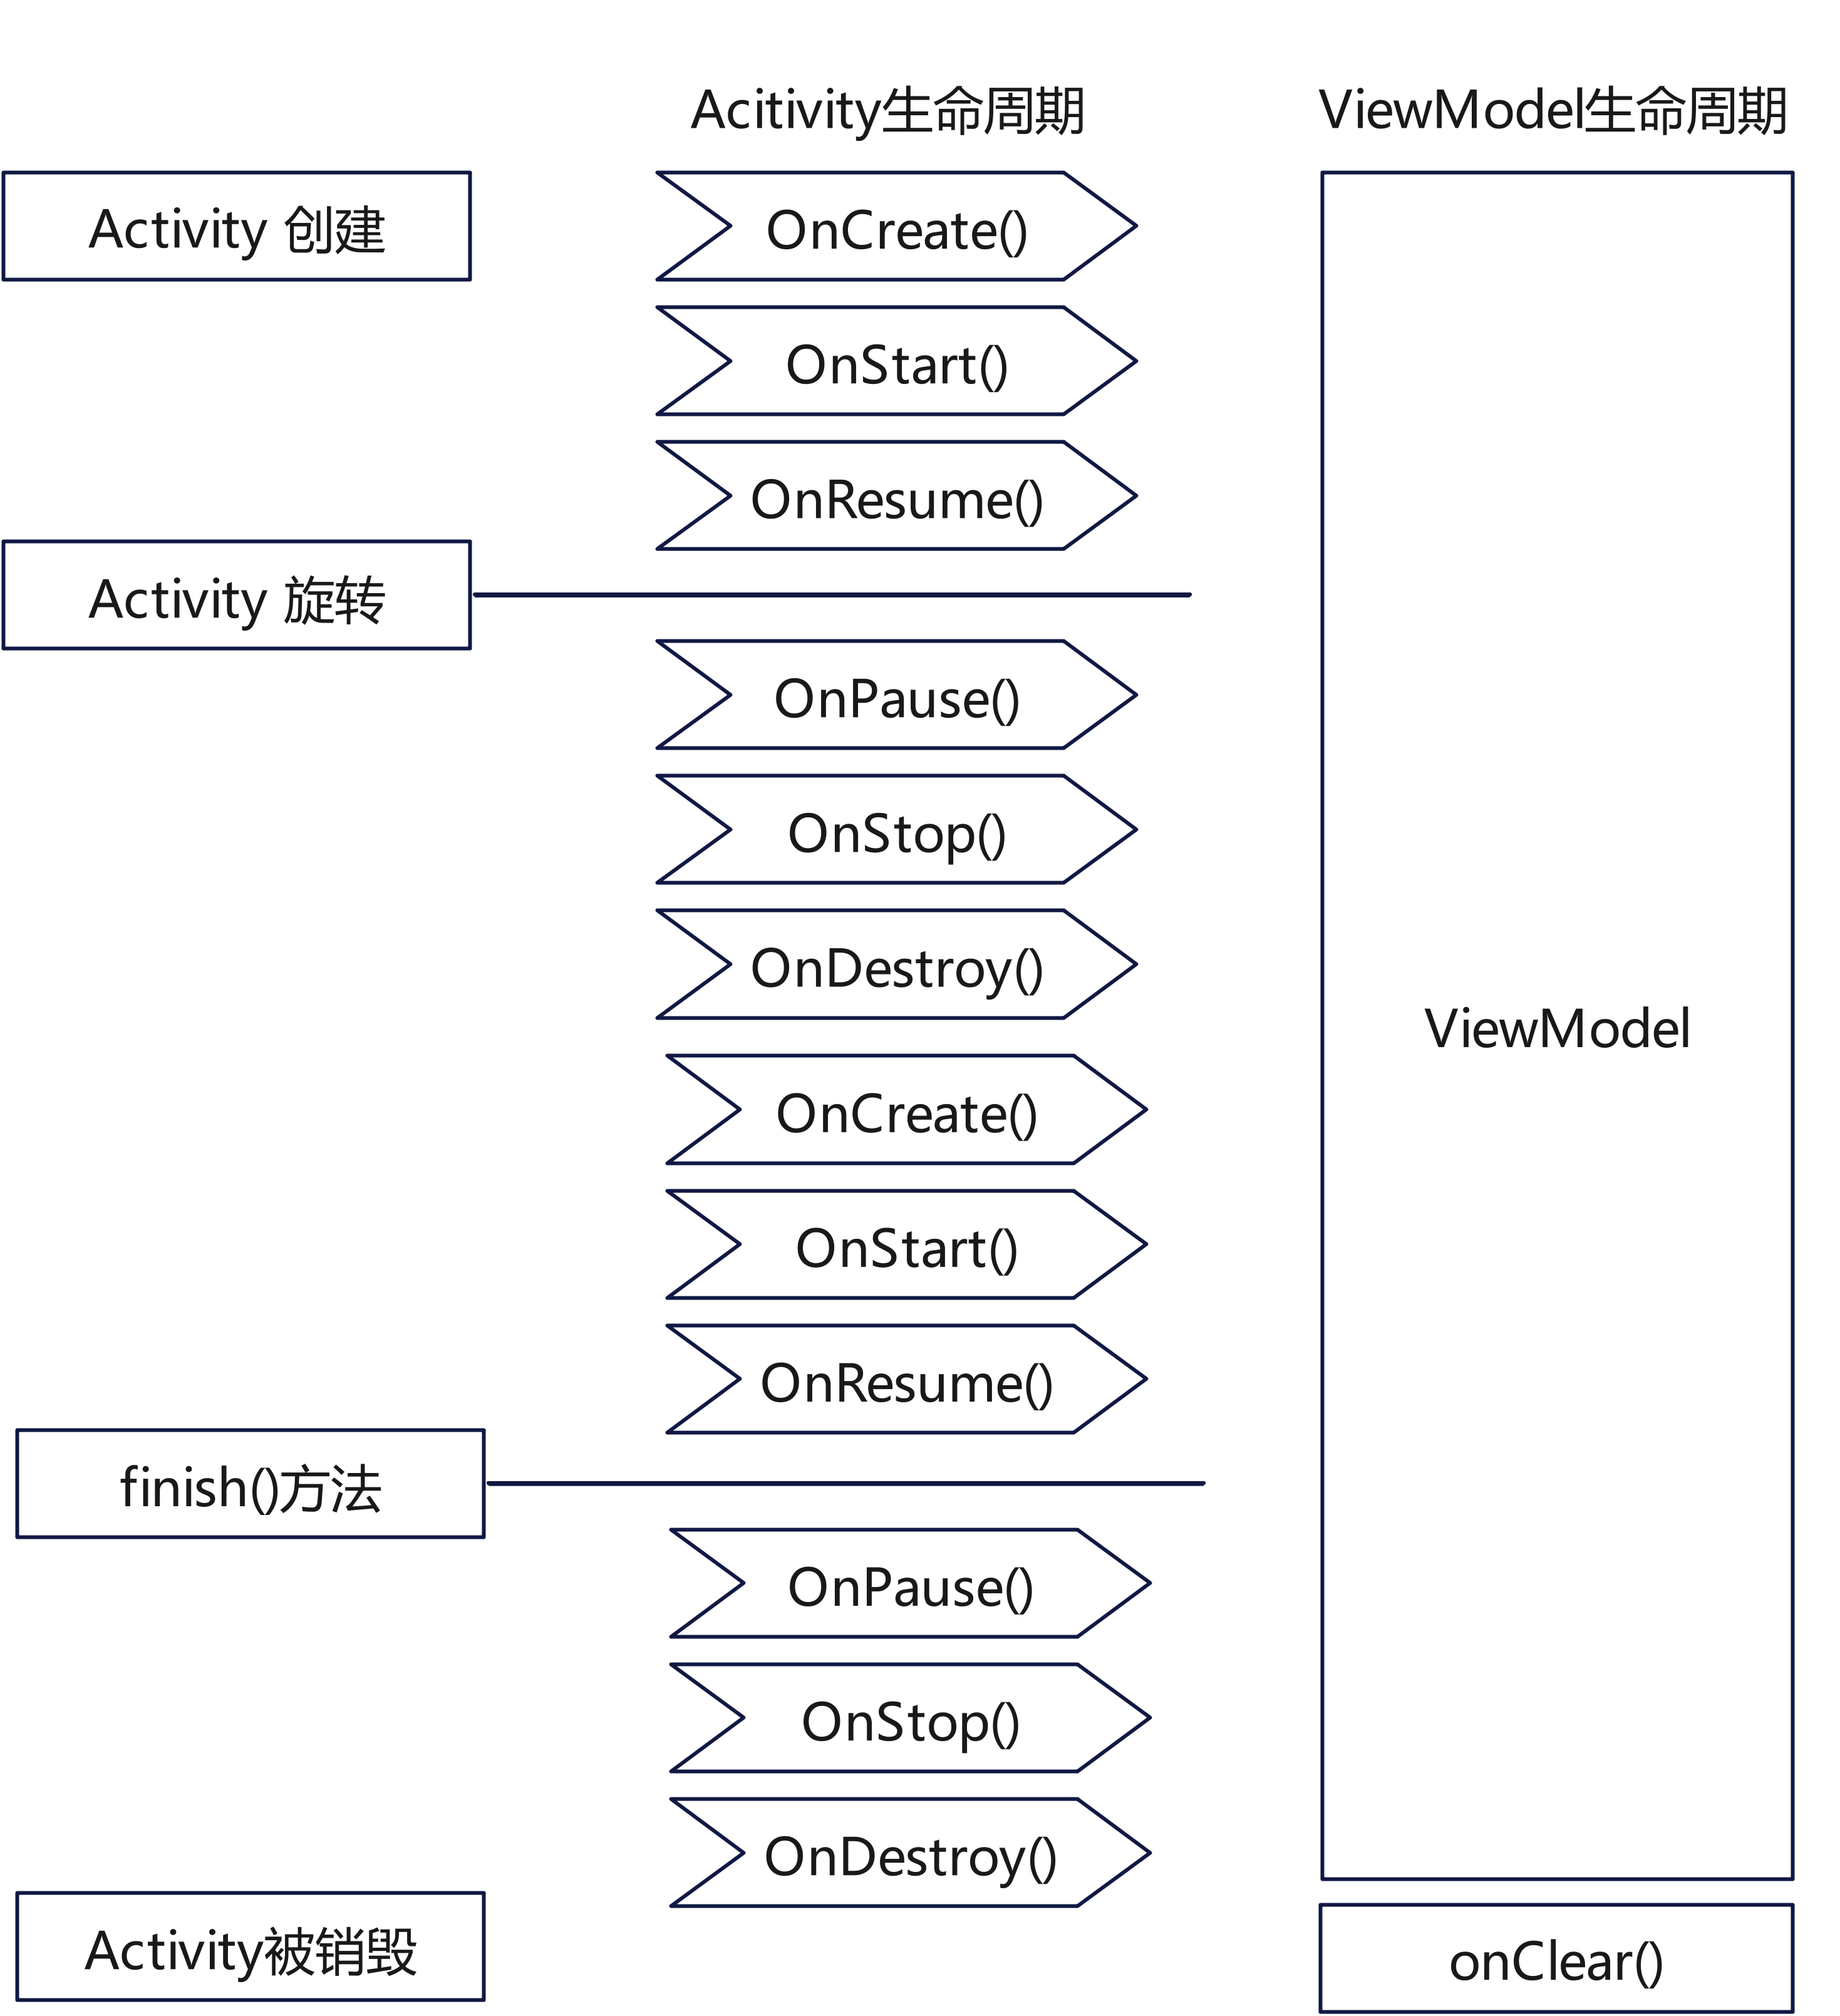 Acitivity生命周期
ViewModel生命周期
Activity 创建
OnCreate()
OnStart()
OnResume()
Activity 旋转
OnPause()
OnStop()
OnDestroy()
ViewModel
OnCreate()
OnStart()
OnResume()
finish()方法
OnPause()
OnStop()
OnDestroy()
Activity被销毁
onClear()